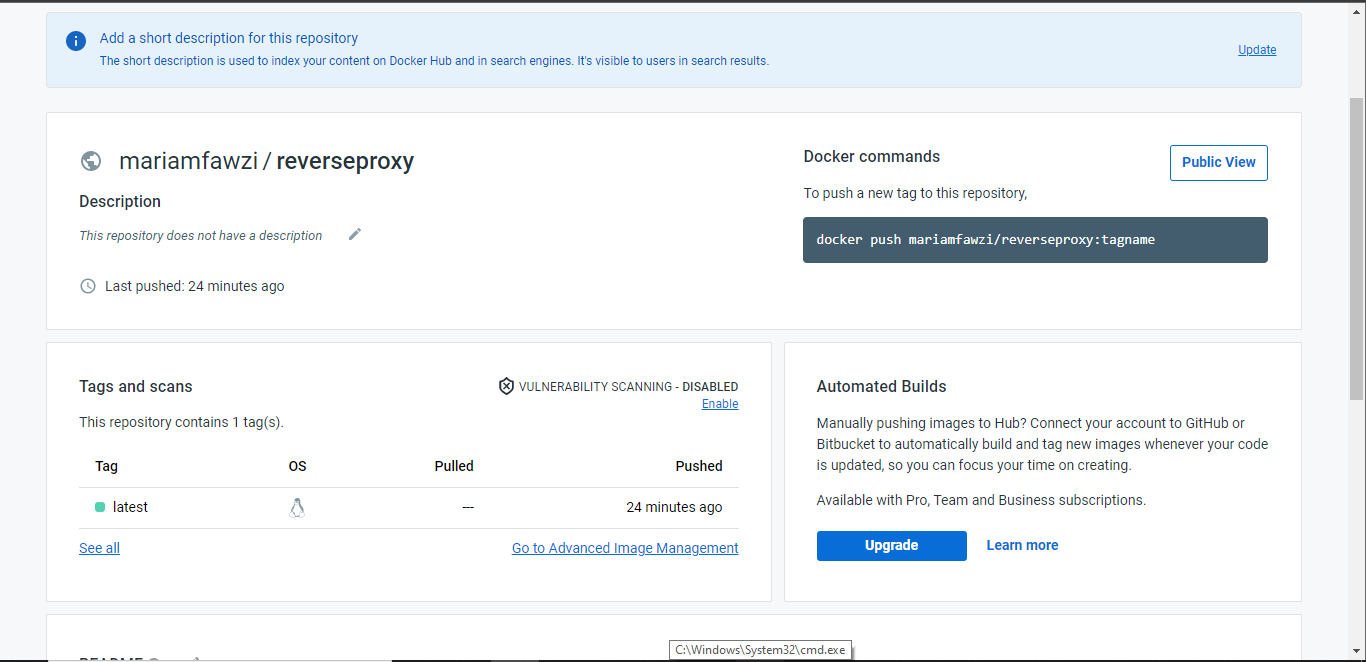 Add a short description for this repository
The short description is used to index your content on Docker Hub and in search engines. It's visible to users in search results.
Update
mariamfawzi / reverseproxy
Description
This repository does not have a description
Last pushed: 24 minutes ago
Docker commands
Public View
To push a new tag to this repository,
docker push mariamfawzi/reverseproxy:tagname
Tags and scans
VULNERABILITY SCANNING - DISABLED
Enable
This repository contains 1 tag(s).
Tag OS Pulled Pushed
latest --- 24 minutes ago
See all
Go to Advanced Image Management
Automated Builds
Manually pushing images to Hub? Connect your account to GitHub or
Bitbucket to automatically build and tag new images whenever your code
is updated, so you can focus your time on creating.
Available with Pro, Team and Business subscriptions.
Upgrade
Learn more
README
C:\Windows\System32\cmd.exe